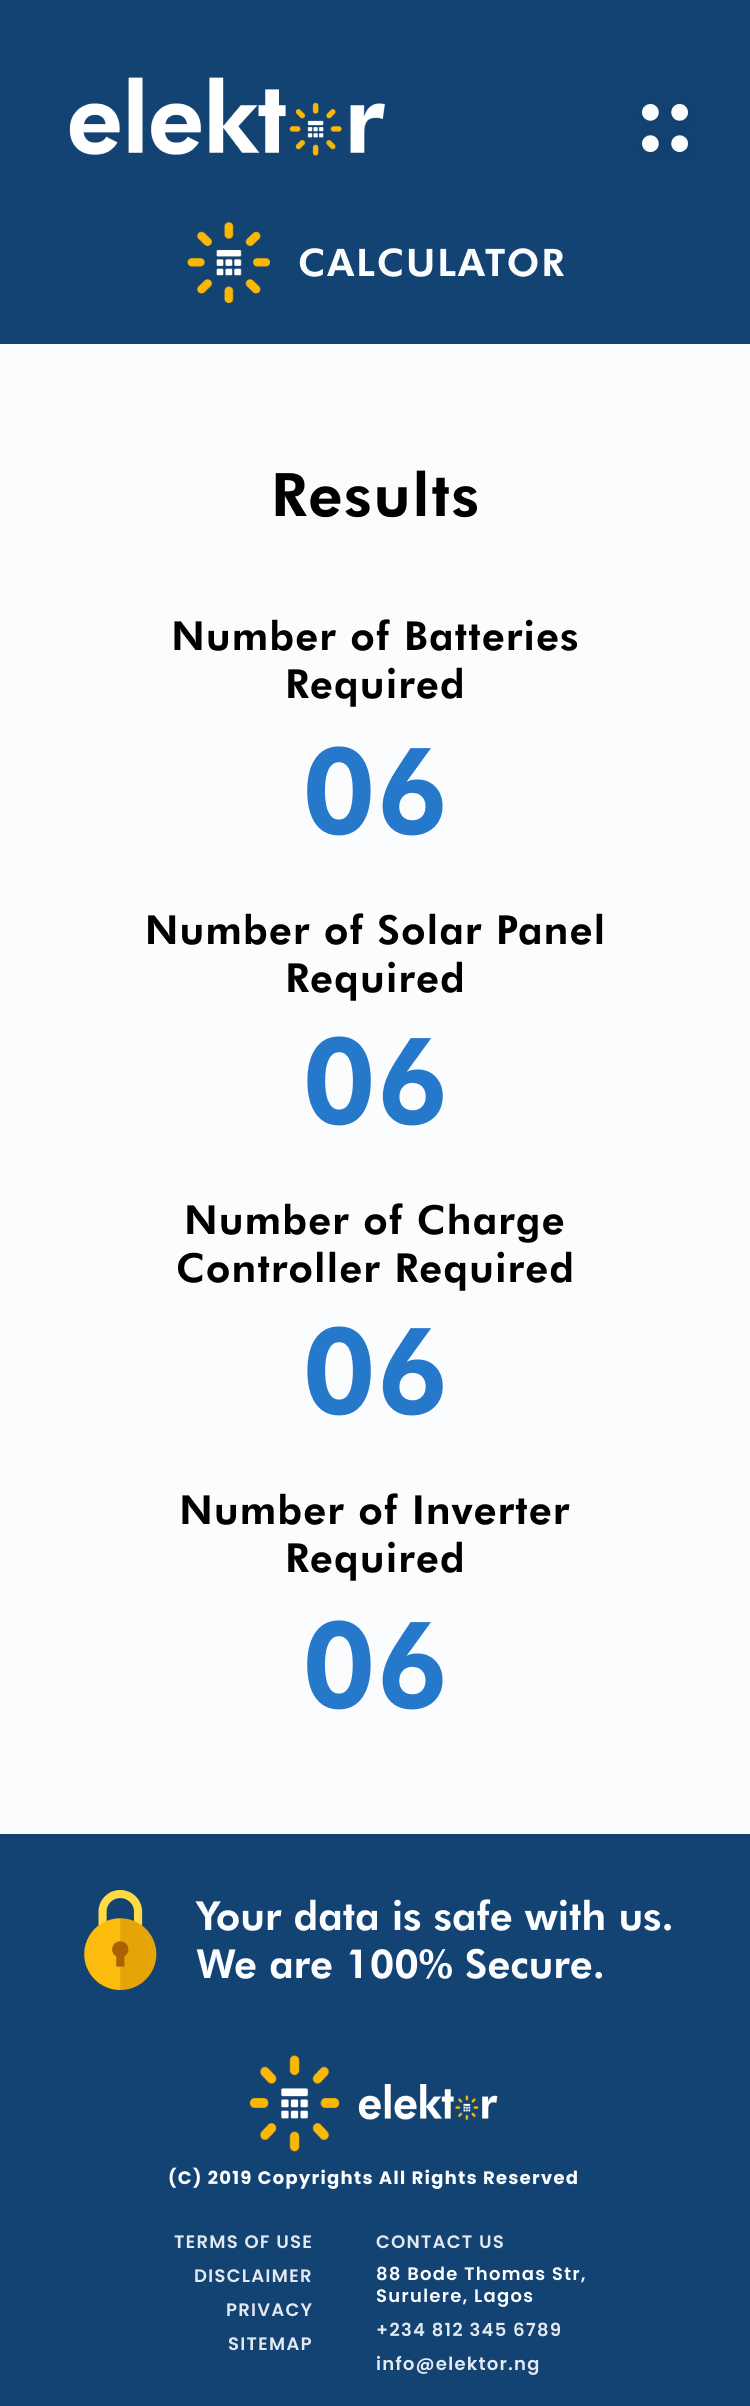 elektor
CALCULATOR
Results
Number of Batteries
Required
06
Number of Solar Panel
Required
06
Number of Charge
Controller Required
06
Number of Inverter
Required
06
Your data is safe with us.
We are 100% Secure.
elektor
(C) 2019 Copyrights All Rights Reserved
TERMS OF USE
DISCLAIMER
PRIVACY
SITEMAP
CONTACT US
88 Bode Thomas Str,
Surulere, Lagos
+234 812 345 6789
info@elektor.ng